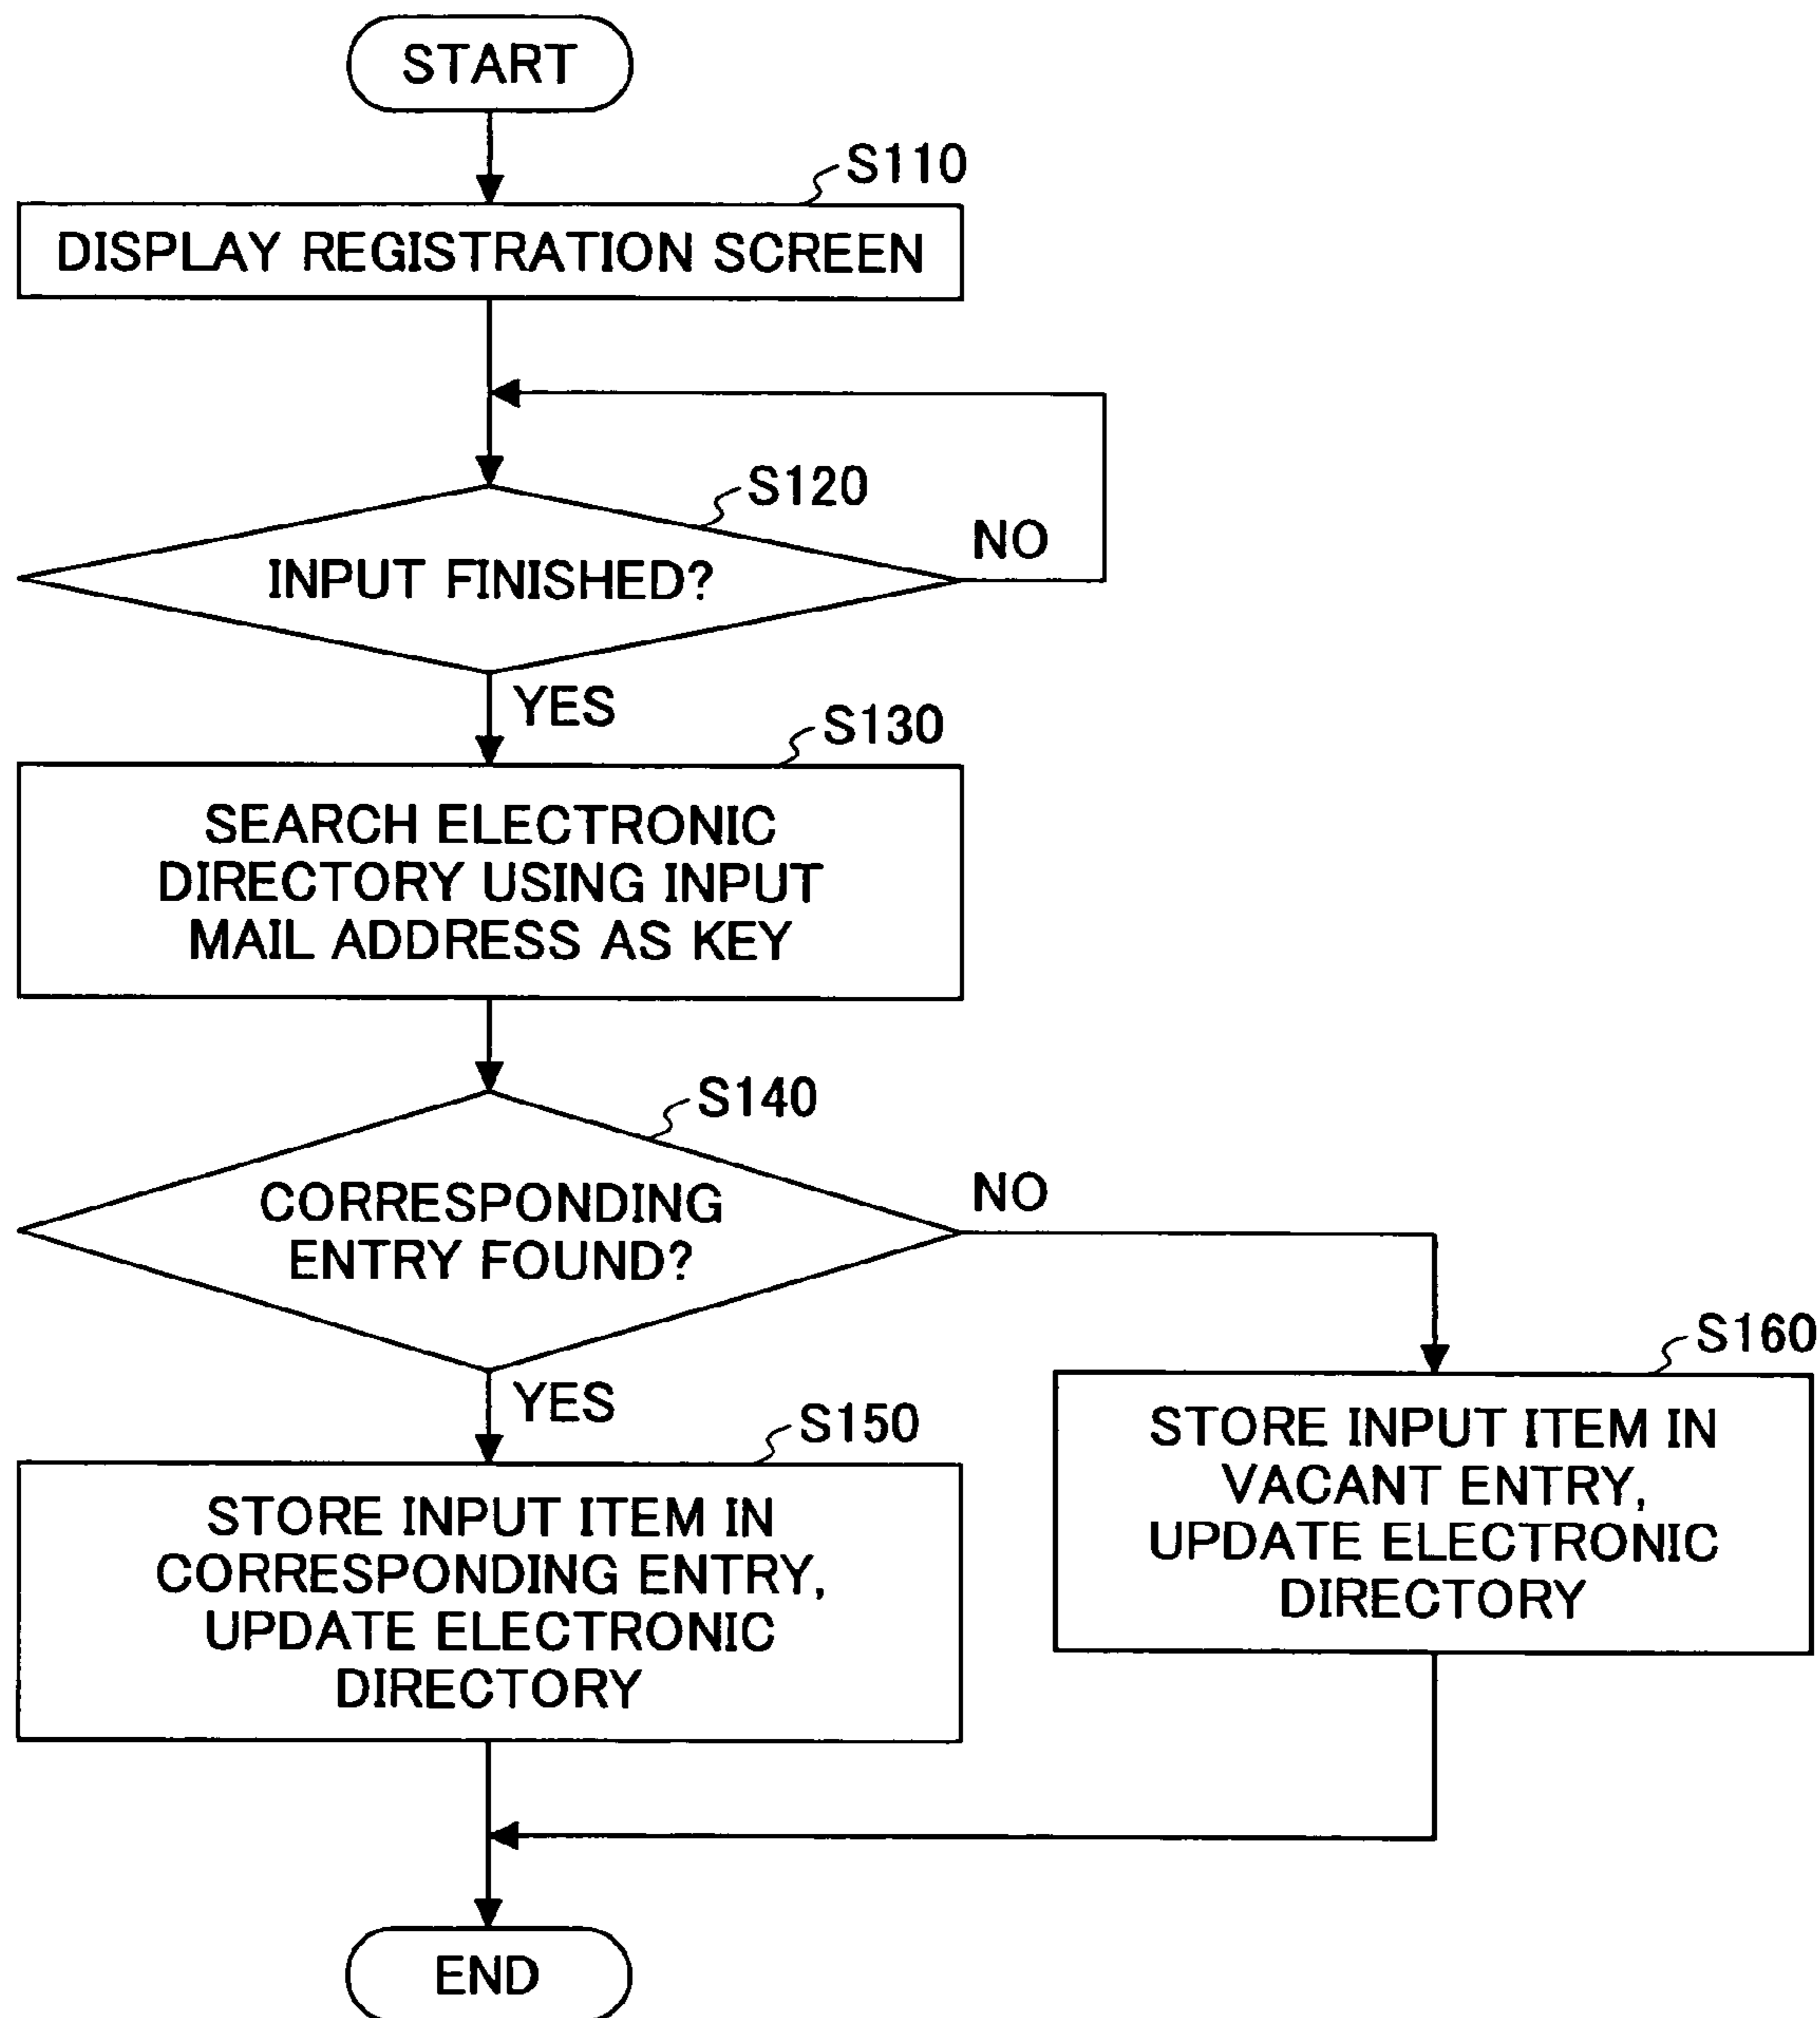 START
S110
DISPLAY REGISTRATION SCREEN
S120
INPUT FINISHED?
NO
YES
S130
SEARCH ELECTRONIC
DIRECTORY USING INPUT
MAIL ADDRESS AS KEY
S140
CORRESPONDING
ENTRY FOUND?
NO
YES
S150
STORE INPUT ITEM IN
CORRESPONDING ENTRY,
UPDATE ELECTRONIC
DIRECTORY
S160
STORE INPUT ITEM IN
VACANT ENTRY,
UPDATE ELECTRONIC
DIRECTORY
END